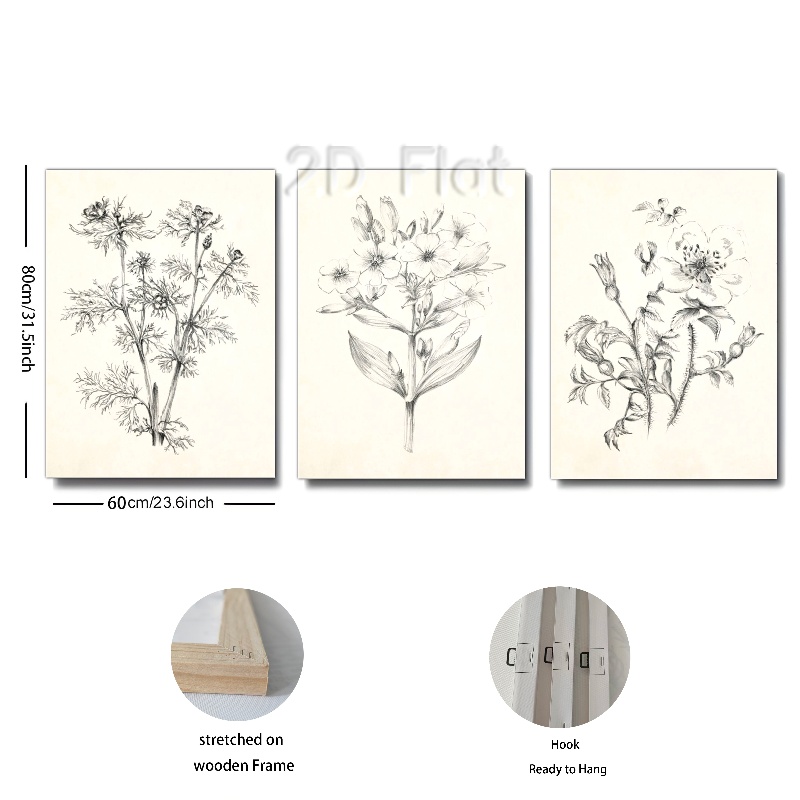 2D Flat
80cm/31.5inch
60cm/23.6inch
stretched on
wooden Frame
Hook
Ready to Hang